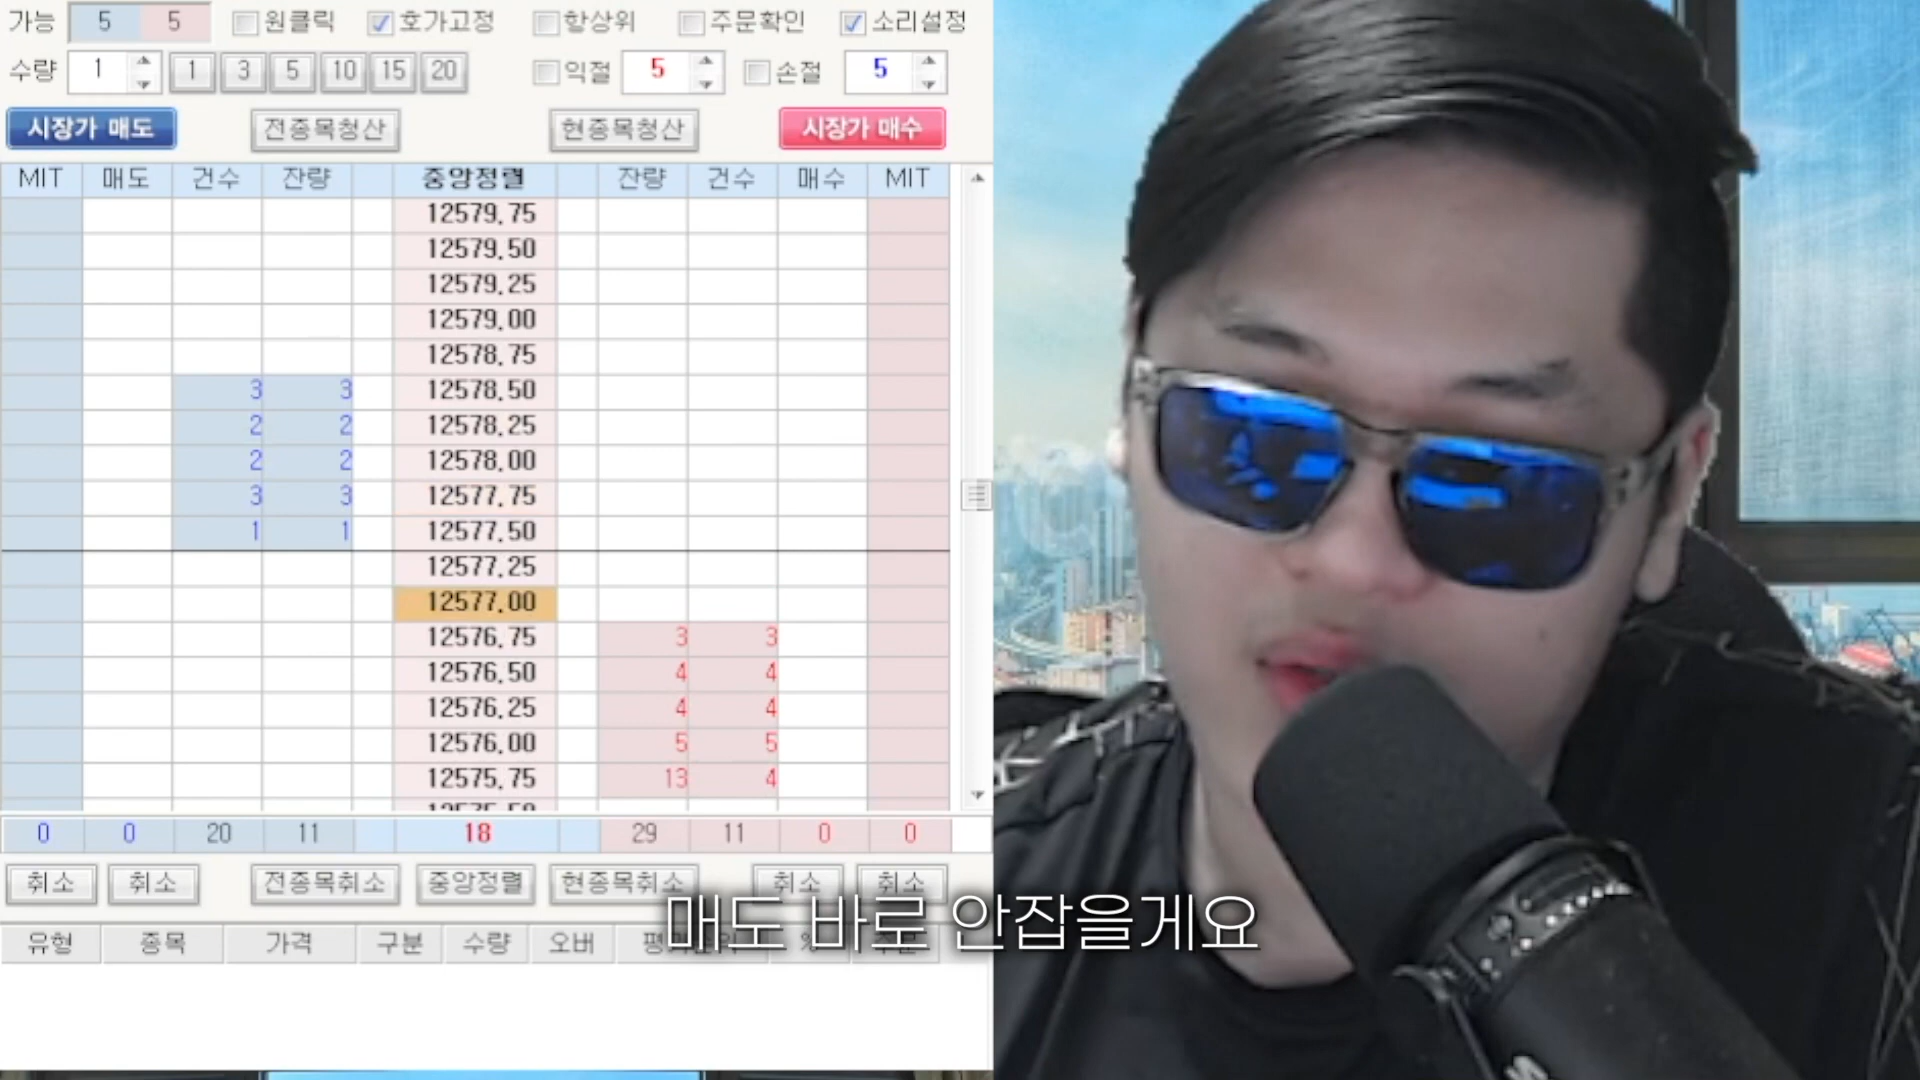 가능 5 5 원클릭 호가고정 항상위 주문확인 소리설정
수량 1 1 3 5 10 15 20 익절 5 손절 5
시장가 매도 전종목청산 현종목청산 시장가 매수
MIT 매도 건수 잔량 중앙정렬 잔량 건수 매수 MIT
12579.75
12579.50
12579.25
12579.00
12578.75
3 3 12578.50
2 2 12578.25
2 2 12578.00
3 3 12577.75
1 1 12577.50
12577.25
12577.00
12576.75 3 3
12576.50 4 4
12576.25 4 4
12576.00 5 5
12575.75 13 4
12575.50
0 0 20 11 18 29 11 0 0
취소 취소 전종목취소 중앙정렬 현종목취소 취소 취소
매도 바로 안잡을게요
유형 종목 가격 구분 수량 오버